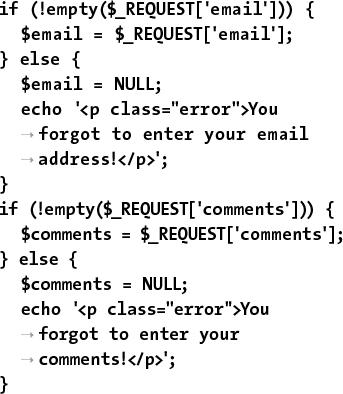 if (!empty($_REQUEST['email'])) {
  $email = $_REQUEST['email'];
} else {
  $email = NULL;
  echo '<p class="error">You
  → forgot to enter your email
  → address!</p>';
}
if (!empty($_REQUEST['comments'])) {
  $comments = $_REQUEST['comments'];
} else {
  $comments = NULL;
  echo '<p class="error">You
  → forgot to enter your
  → comments!</p>';
}